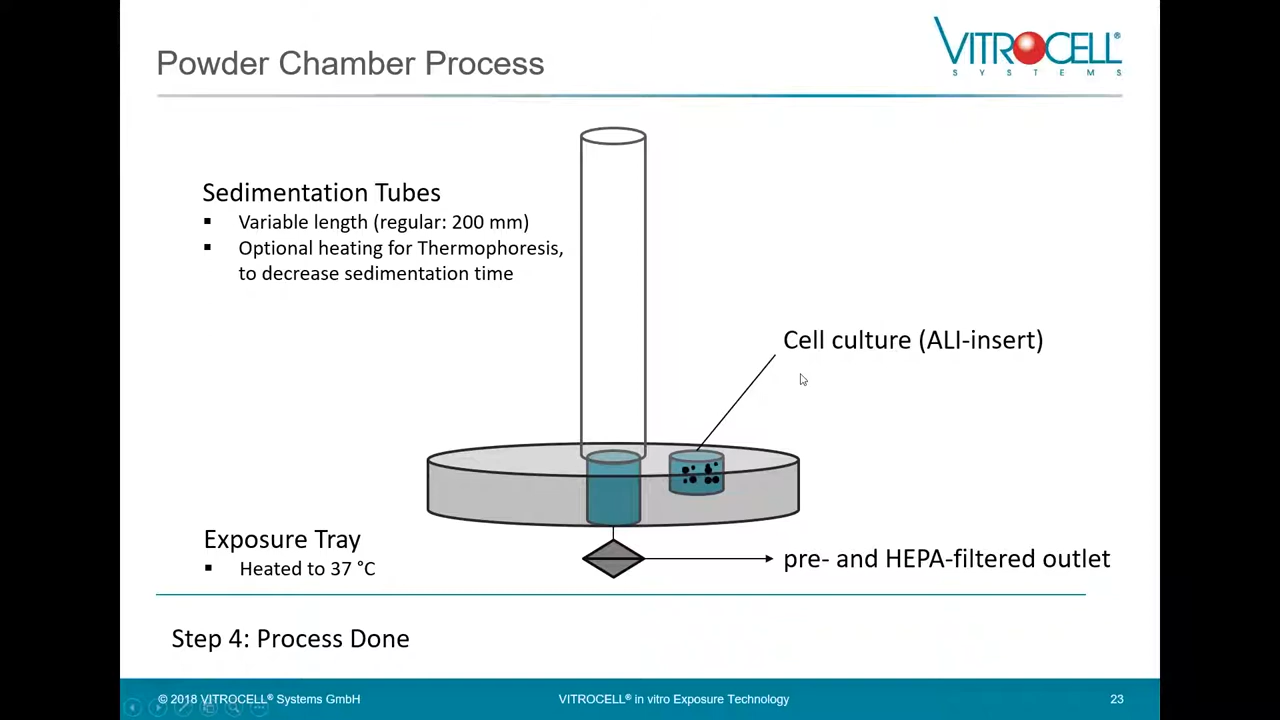 Powder Chamber Process
VITROCELL®
SYSTEMS
Sedimentation Tubes
▪ Variable length (regular: 200 mm)
▪ Optional heating for Thermophoresis,
to decrease sedimentation time
Cell culture (ALI-insert)
Exposure Tray
▪ Heated to 37 °C
pre- and HEPA-filtered outlet
Step 4: Process Done
© 2018 VITROCELL® Systems GmbH
VITROCELL® in vitro Exposure Technology
23